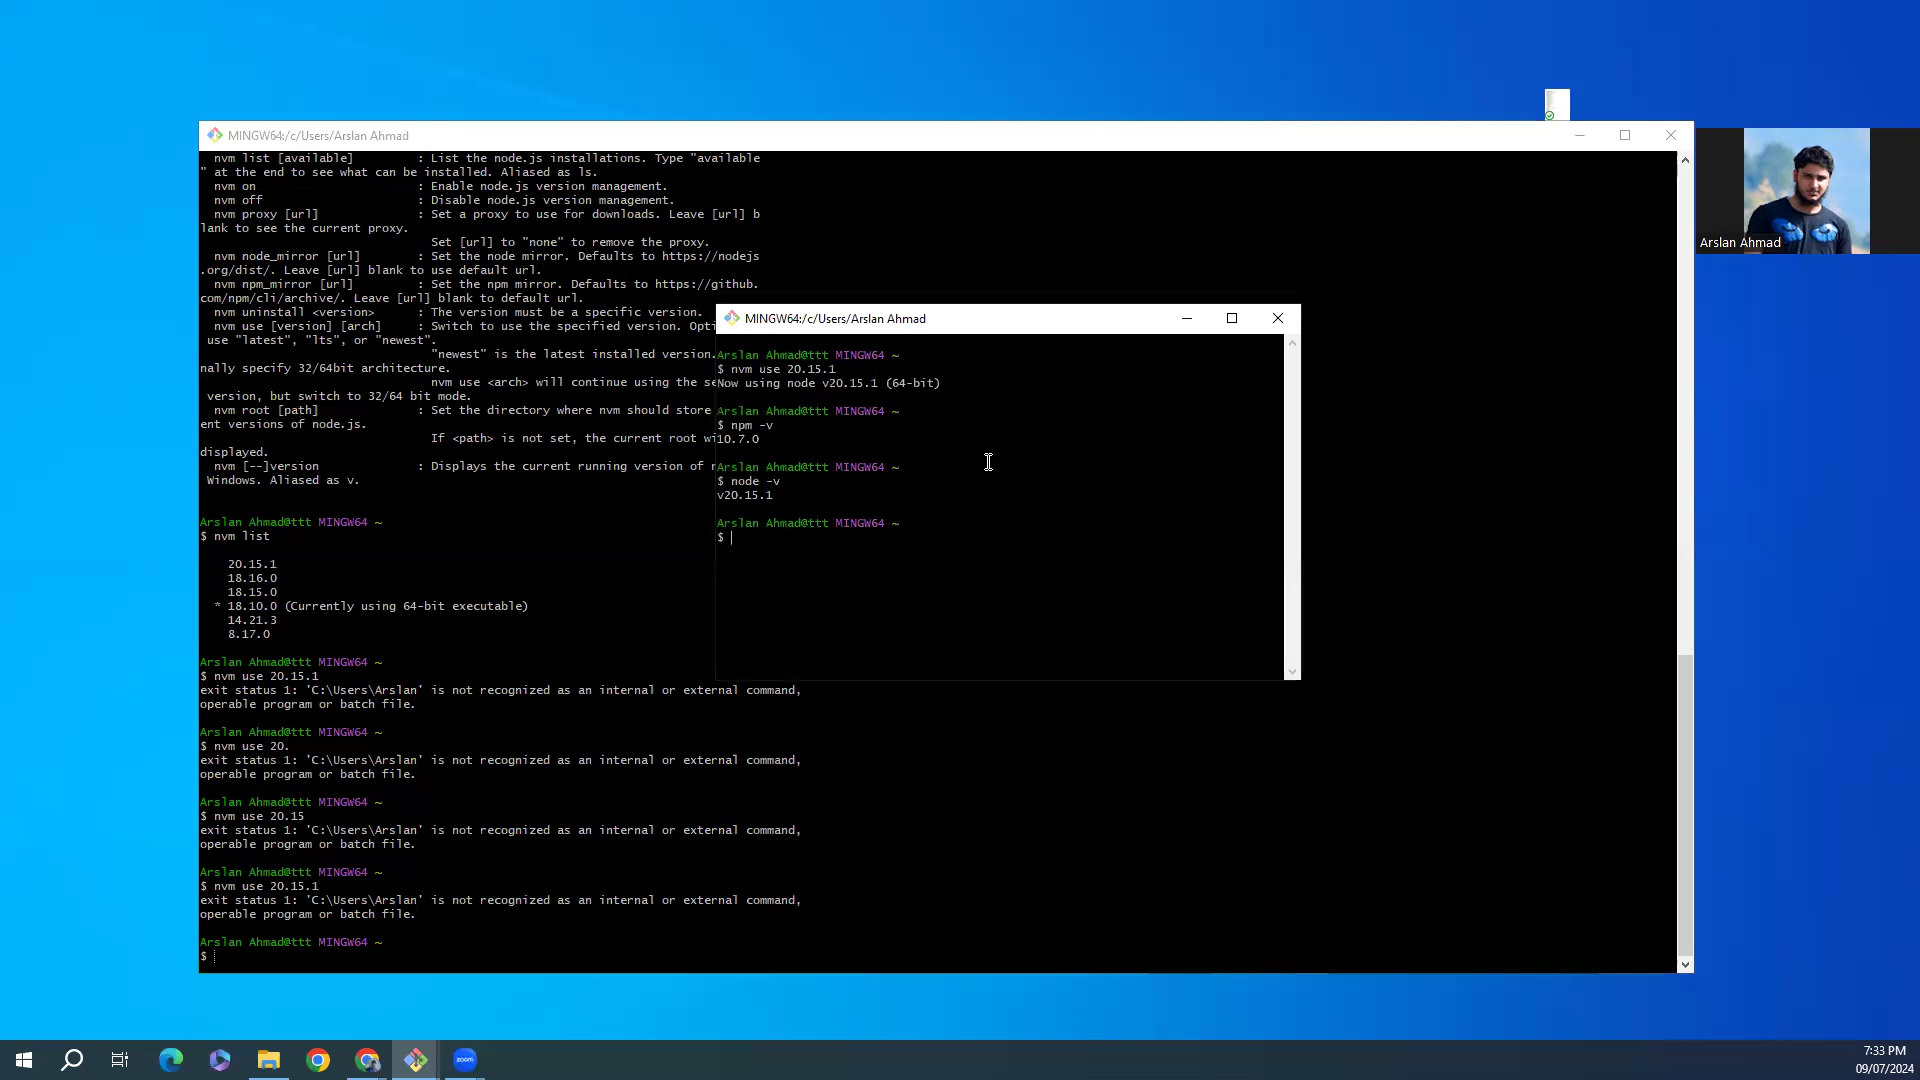 MINGW64:/c/Users/Arslan Ahmad
nvm list [available] : List the node.js installations. Type "available
" at the end to see what can be installed. Aliased as ls.
nvm on : Enable node.js version management.
nvm off : Disable node.js version management.
nvm proxy [url] : Set a proxy to use for downloads. Leave [url] b
lank to see the current proxy.
Set [url] to "none" to remove the proxy.
nvm node_mirror [url] : Set the node mirror. Defaults to https://nodejs
.org/dist/. Leave [url] blank to use default url.
nvm npm_mirror [url] : Set the npm mirror. Defaults to https://github.
com/npm/cli/archive/. Leave [url] blank to default url.
nvm uninstall <version> : The version must be a specific version.
nvm use [version] [arch] : Switch to use the specified version. Opti
use "latest", "lts", or "newest".
"newest" is the latest installed version.
nally specify 32/64bit architecture.
nvm use <arch> will continue using the se
version, but switch to 32/64 bit mode.
nvm root [path] : Set the directory where nvm should store
ent versions of node.js.
If <path> is not set, the current root wi
displayed.
nvm [--]version : Displays the current running version of
Windows. Aliased as v.
Arslan Ahmad@ttt MINGW64 ~
$ nvm list
20.15.1
18.16.0
18.15.0
* 18.10.0 (Currently using 64-bit executable)
14.21.3
8.17.0
Arslan Ahmad@ttt MINGW64 ~
$ nvm use 20.15.1
exit status 1: 'C:\Users\Arslan' is not recognized as an internal or external command,
operable program or batch file.
Arslan Ahmad@ttt MINGW64 ~
$ nvm use 20.
exit status 1: 'C:\Users\Arslan' is not recognized as an internal or external command,
operable program or batch file.
Arslan Ahmad@ttt MINGW64 ~
$ nvm use 20.15
exit status 1: 'C:\Users\Arslan' is not recognized as an internal or external command,
operable program or batch file.
Arslan Ahmad@ttt MINGW64 ~
$ nvm use 20.15.1
exit status 1: 'C:\Users\Arslan' is not recognized as an internal or external command,
operable program or batch file.
Arslan Ahmad@ttt MINGW64 ~
$
MINGW64:/c/Users/Arslan Ahmad
Arslan Ahmad@ttt MINGW64 ~
$ nvm use 20.15.1
Now using node v20.15.1 (64-bit)
Arslan Ahmad@ttt MINGW64 ~
$ npm -v
10.7.0
Arslan Ahmad@ttt MINGW64 ~
$ node -v
v20.15.1
Arslan Ahmad@ttt MINGW64 ~
$
Arslan Ahmad
zoom
7:33 PM
09/07/2024